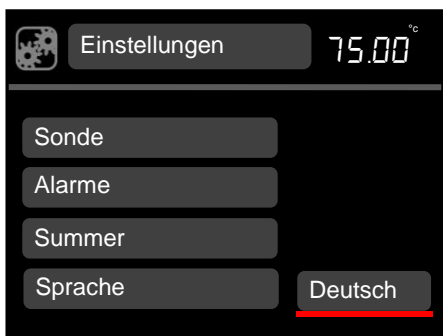 Einstellungen 75.00 °c
Sonde
Alarme
Summer
Sprache Deutsch